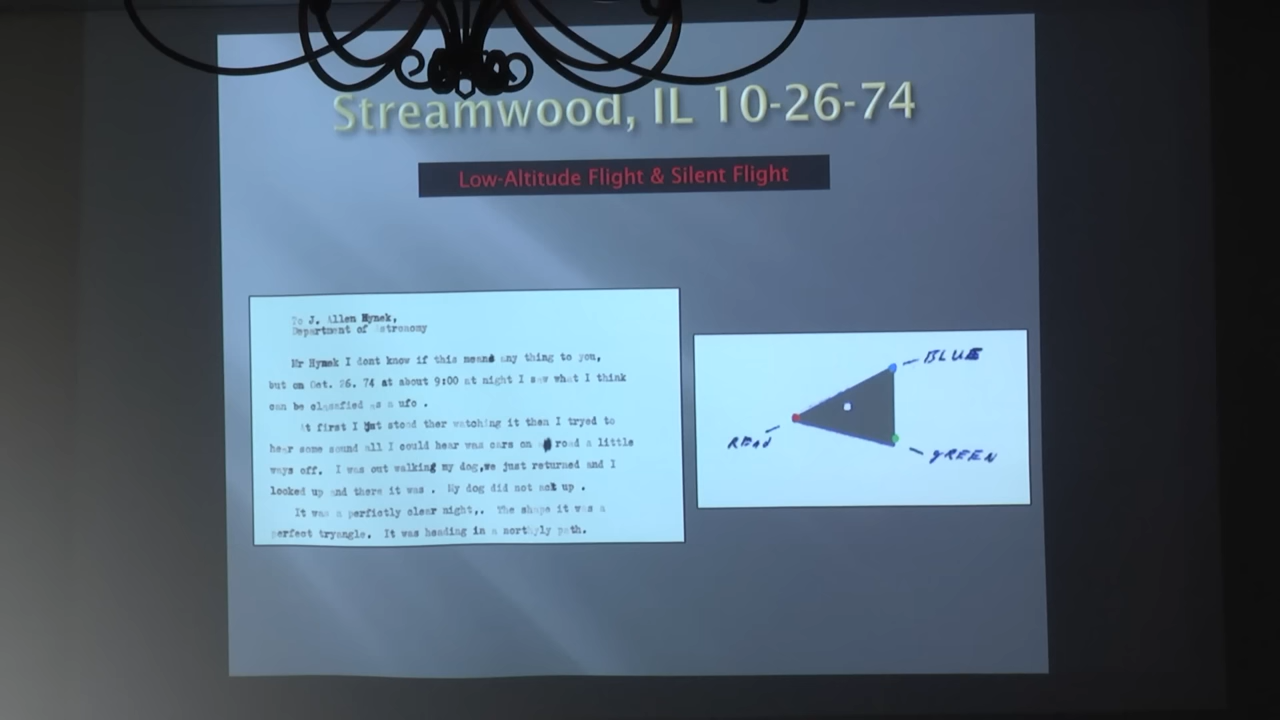 Streamwood, IL 10-26-74
Low-Altitude Flight & Silent Flight
To J. Allen Hynek,
Department of Astronomy
Mr Hynek I dont know if this means any thing to you,
but on Oct. 26. 74 at about 9:00 at night I saw what I think
can be classfied as a ufo .
At first I just stood ther watching it then I tryed to
hear some sound all I could hear was cars on road a little
ways off. I was out walking my dog,we just returned and I
looked up and there it was . My dog did not act up .
It was a perfictly clear night,. The shape it was a
perfect tryangle. It was heading in a northyly path.
BLUE
READ
GREEN